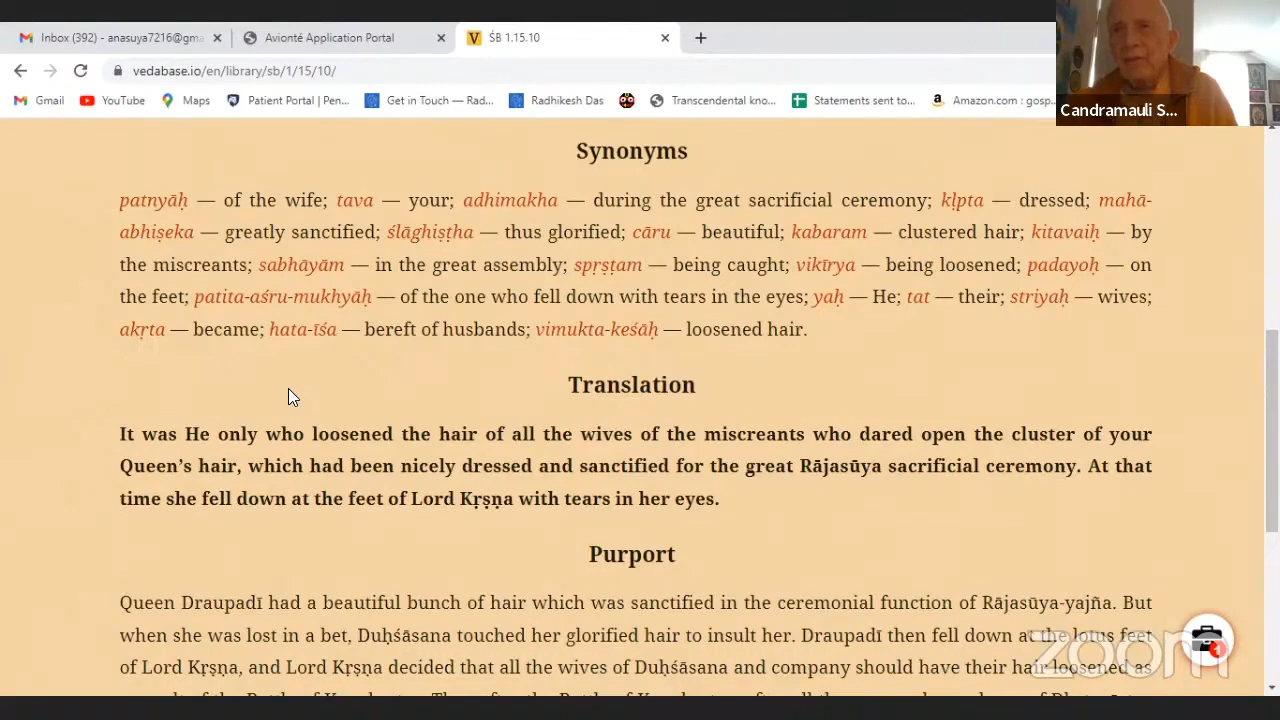 Inbox (392) - anasuya7216@gma
Avionté Application Portal
ŚB 1.15.10
vedabase.io/en/library/sb/1/15/10/
Gmail
YouTube
Maps
Patient Portal | Pen...
Get in Touch — Rad...
Radhikesh Das
Transcendental kno...
Statements sent to...
Amazon.com : gosp...
Candramauli S...
Synonyms
patnyāḥ — of the wife; tava — your; adhimakha — during the great sacrificial ceremony; kḷpta — dressed; mahā-
abhiṣeka — greatly sanctified; ślāghiṣṭha — thus glorified; cāru — beautiful; kabaram — clustered hair; kitavaiḥ — by
the miscreants; sabhāyām — in the great assembly; spṛṣṭam — being caught; vikīrya — being loosened; padayoḥ — on
the feet; patita-aśru-mukhyāḥ — of the one who fell down with tears in the eyes; yaḥ — He; tat — their; striyaḥ — wives;
akṛta — became; hata-īśa — bereft of husbands; vimukta-keśāḥ — loosened hair.
Translation
It was He only who loosened the hair of all the wives of the miscreants who dared open the cluster of your
Queen’s hair, which had been nicely dressed and sanctified for the great Rājasūya sacrificial ceremony. At that
time she fell down at the feet of Lord Kṛṣṇa with tears in her eyes.
Purport
Queen Draupadī had a beautiful bunch of hair which was sanctified in the ceremonial function of Rājasūya-yajña. But
when she was lost in a bet, Duḥśāsana touched her glorified hair to insult her. Draupadī then fell down at the lotus feet
of Lord Kṛṣṇa, and Lord Kṛṣṇa decided that all the wives of Duḥśāsana and company should have their hair loosened as
1
zoom